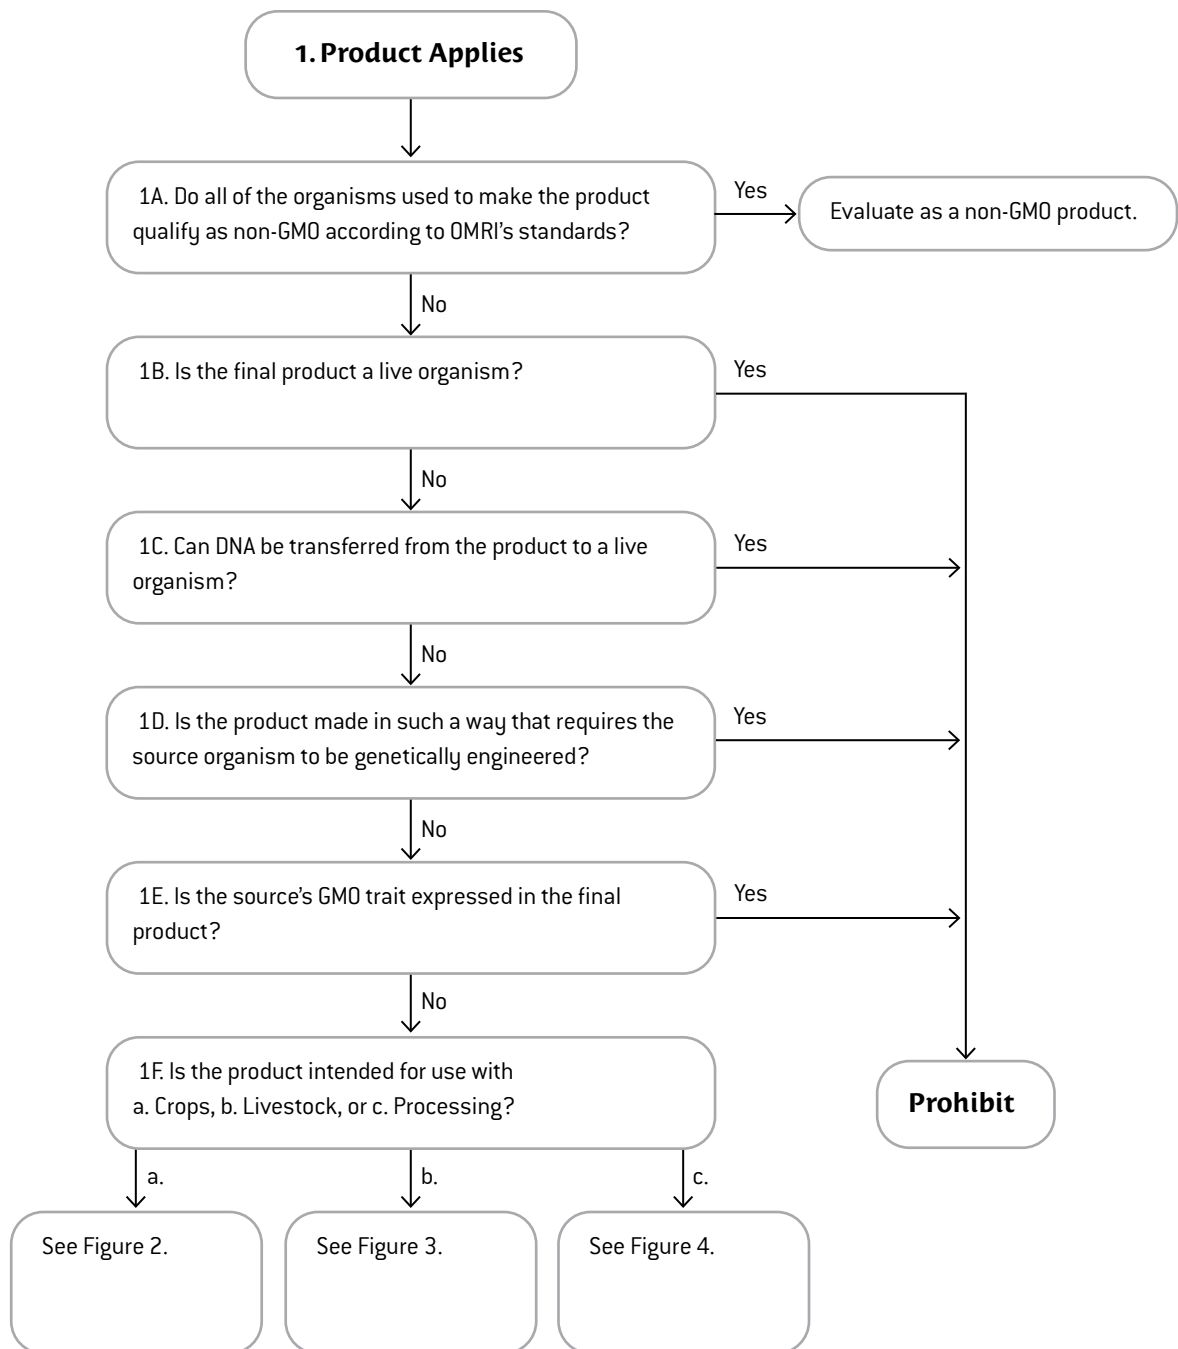 1. Product Applies
1A. Do all of the organisms used to make the product
qualify as non-GMO according to OMRI's standards?
Yes
Evaluate as a non-GMO product.
No
1B. Is the final product a live organism?
Yes
No
1C. Can DNA be transferred from the product to a live
organism?
Yes
No
1D. Is the product made in such a way that requires the
source organism to be genetically engineered?
Yes
No
1E. Is the source's GMO trait expressed in the final
product?
Yes
No
1F. Is the product intended for use with
a. Crops, b. Livestock, or c. Processing?
Prohibit
a.
b.
c.
See Figure 2.
See Figure 3.
See Figure 4.